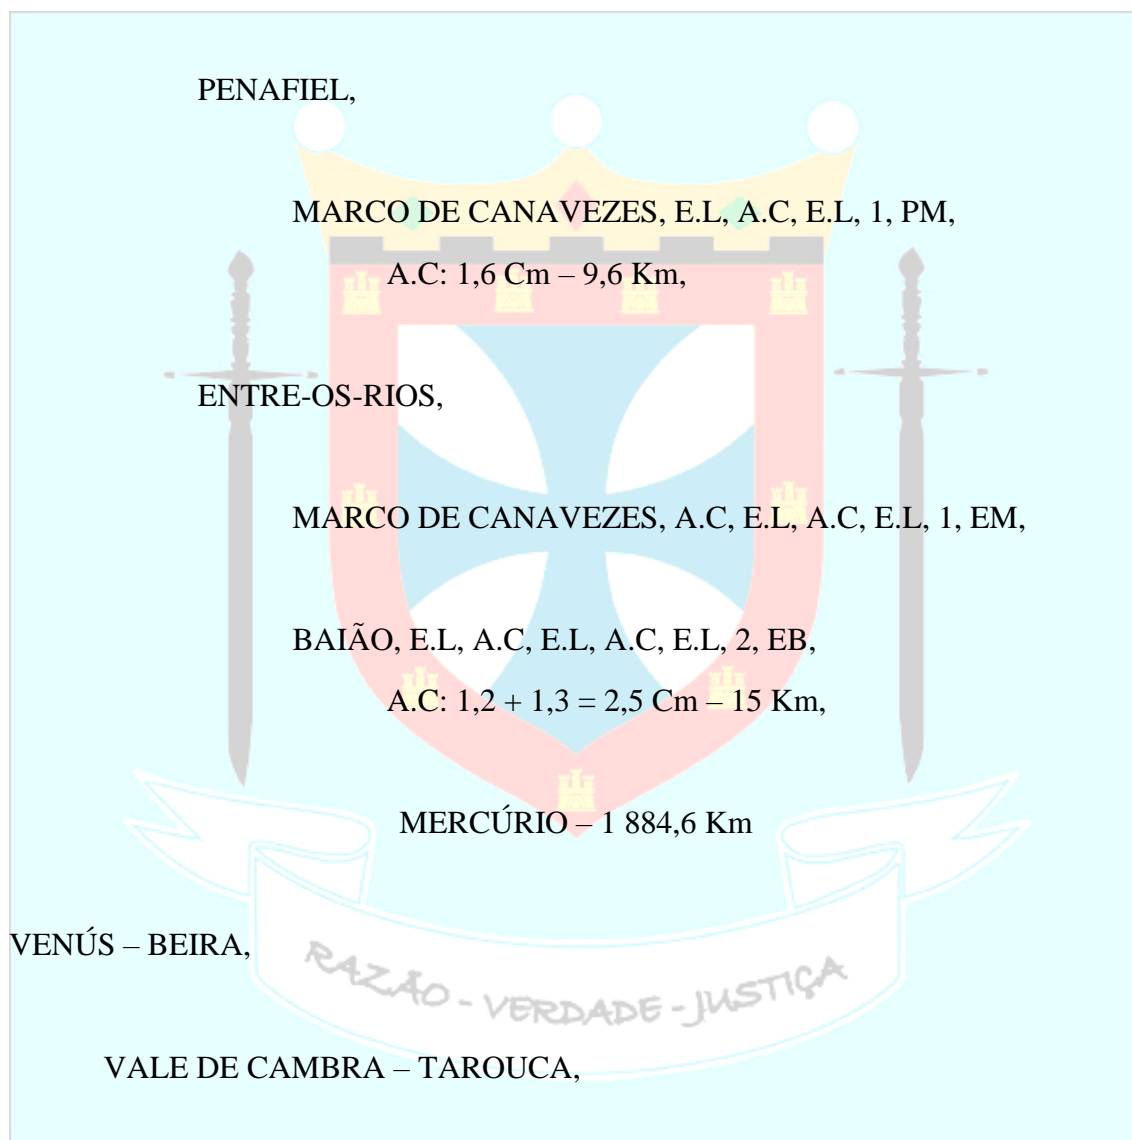 PENAFIEL,
MARCO DE CANAVEZES, E.L, A.C, E.L, 1, PM,
A.C: 1,6 Cm – 9,6 Km,
ENTRE-OS-RIOS,
MARCO DE CANAVEZES, A.C, E.L, A.C, E.L, 1, EM,
BAIÃO, E.L, A.C, E.L, A.C, E.L, 2, EB,
A.C: 1,2 + 1,3 = 2,5 Cm – 15 Km,
MERCÚRIO – 1 884,6 Km
VENÚS – BEIRA,
RAZÃO - VERDADE - JUSTIÇA
VALE DE CAMBRA – TAROUCA,